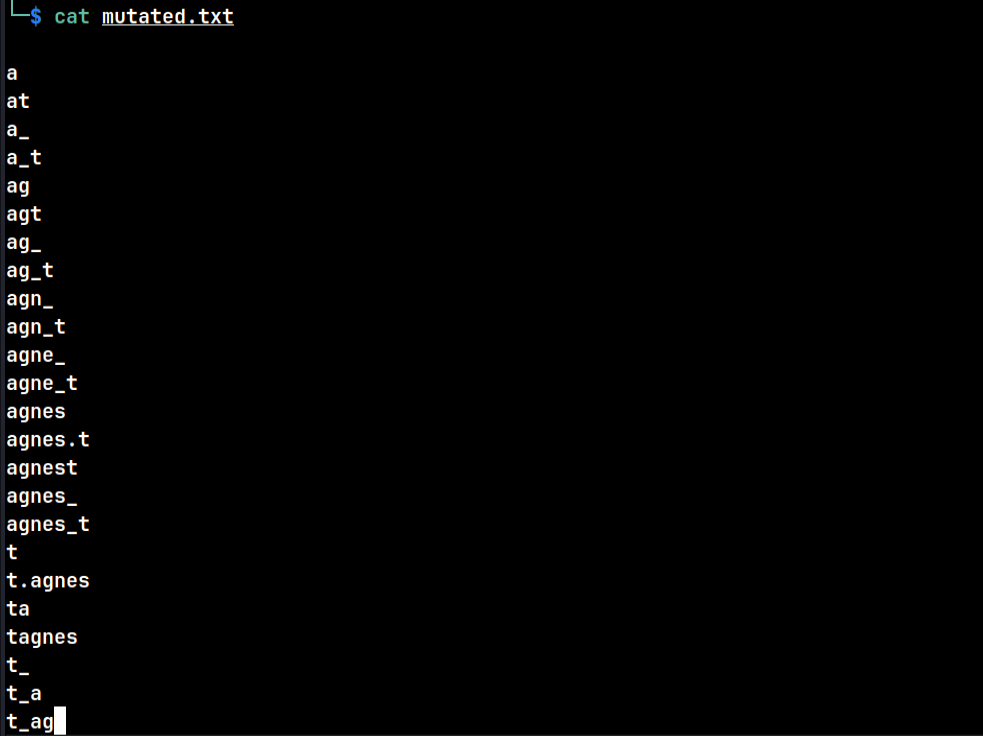 $ cat mutated.txt
a
at
a_
a_t
ag
agt
ag_
ag_t
agn_
agn_t
agne_
agne_t
agnes
agnes.t
agnest
agnes_
agnes_t
t
t.agnes
ta
tagnes
t_
t_a
t_ag